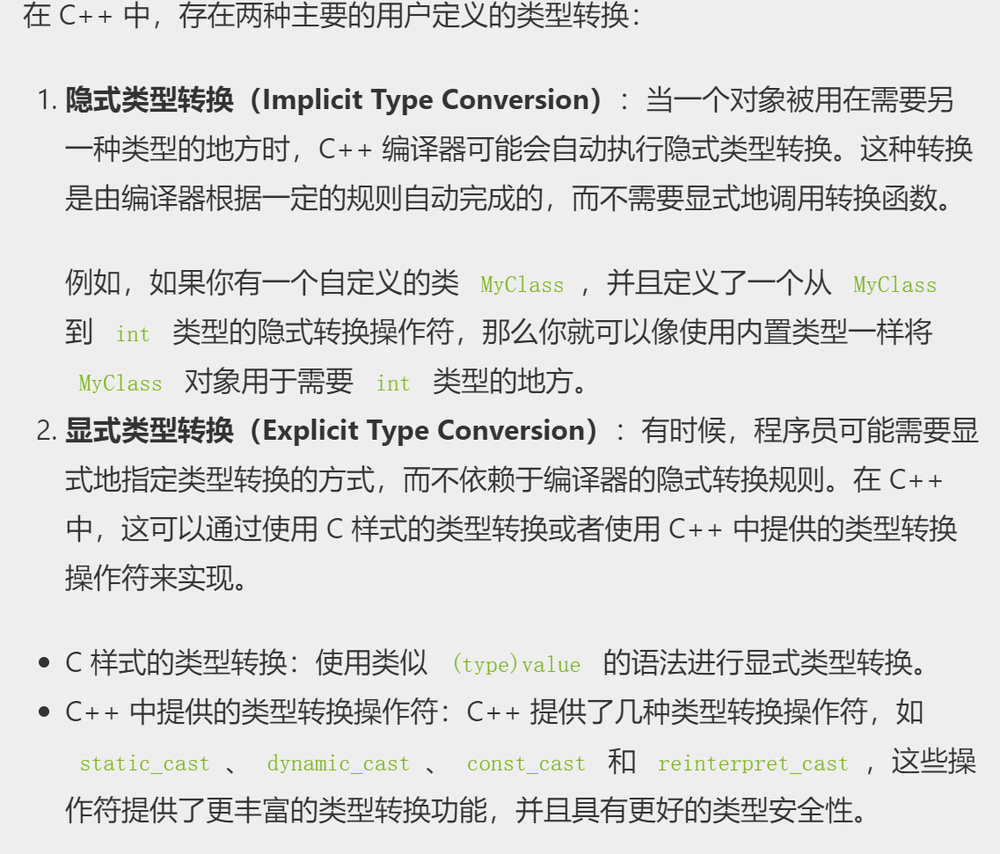 在 C++ 中，存在两种主要的用户定义的类型转换：
1. 隐式类型转换（Implicit Type Conversion）：当一个对象被用在需要另
一种类型的地方时，C++ 编译器可能会自动执行隐式类型转换。这种转换
是由编译器根据一定的规则自动完成的，而不需要显式地调用转换函数。
例如，如果你有一个自定义的类 MyClass ，并且定义了一个从 MyClass
到 int 类型的隐式转换操作符，那么你就可以像使用内置类型一样将
MyClass 对象用于需要 int 类型的地方。
2. 显式类型转换（Explicit Type Conversion）：有时候，程序员可能需要显
式地指定类型转换的方式，而不依赖于编译器的隐式转换规则。在 C++
中，这可以通过使用 C 样式的类型转换或者使用 C++ 中提供的类型转换
操作符来实现。
• C 样式的类型转换：使用类似 (type)value 的语法进行显式类型转换。
• C++ 中提供的类型转换操作符：C++ 提供了几种类型转换操作符，如
static_cast 、 dynamic_cast 、 const_cast 和 reinterpret_cast ，这些操
作符提供了更丰富的类型转换功能，并且具有更好的类型安全性。